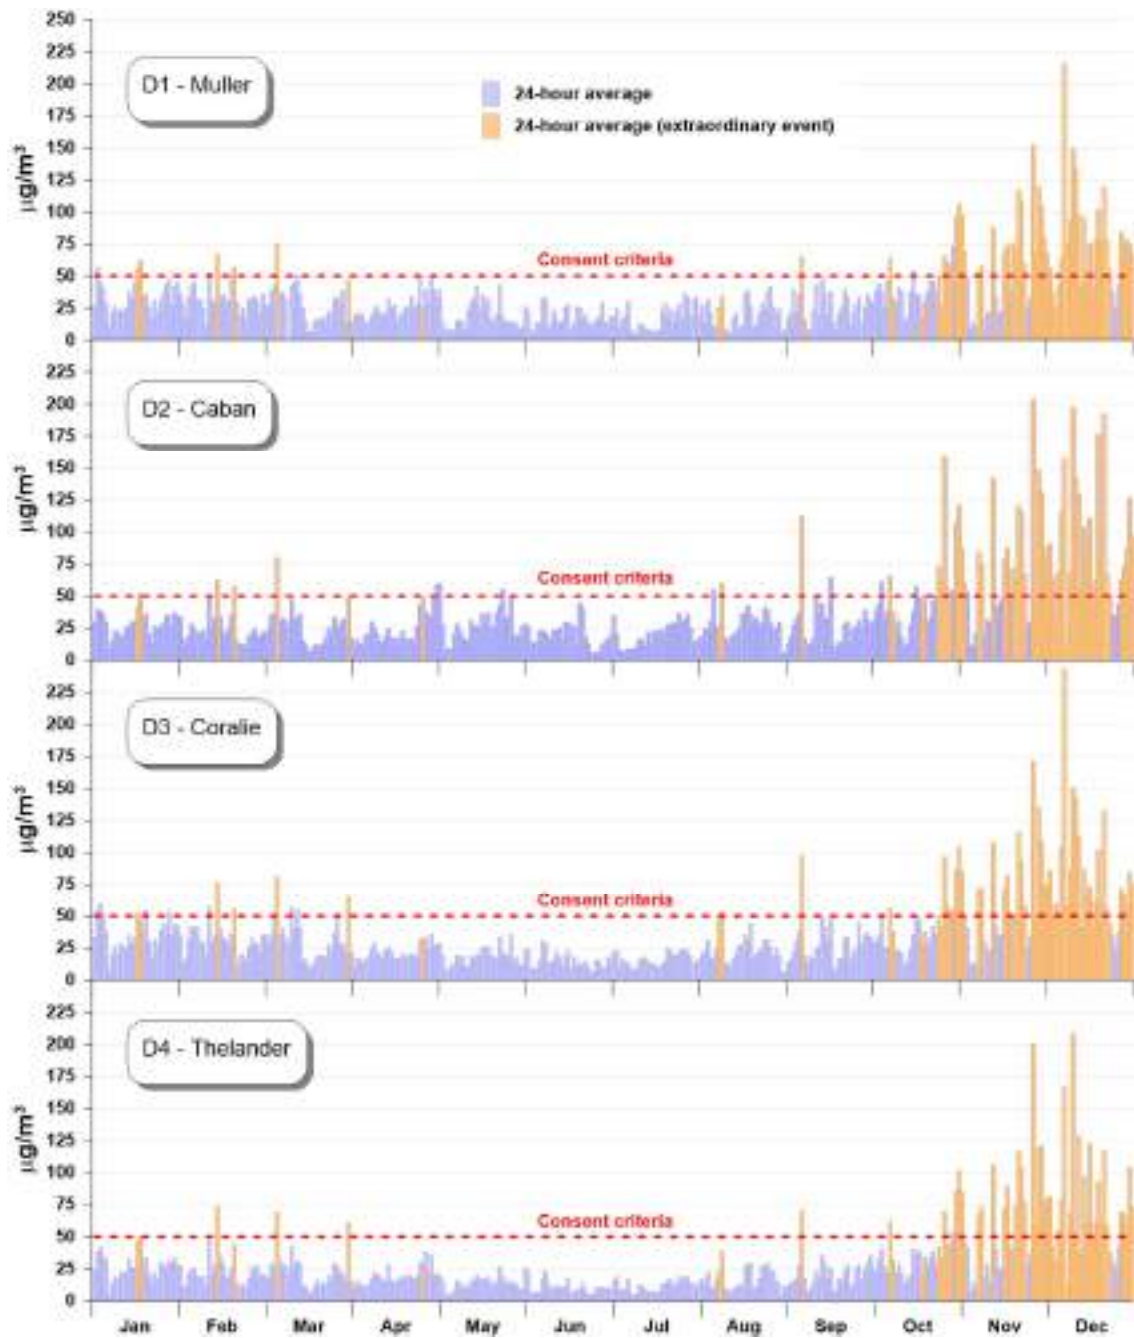 250
225
200
175
150
125
100
75
50
25
0
µg/m³
D1 - Muller
24-hour average
24-hour average (extraordinary event)
Consent criteria
225
200
175
150
125
100
75
50
25
0
µg/m³
D2 - Caban
Consent criteria
225
200
175
150
125
100
75
50
25
0
µg/m³
D3 - Coralie
Consent criteria
225
200
175
150
125
100
75
50
25
0
µg/m³
D4 - Thelander
Consent criteria
Jan Feb Mar Apr May Jun Jul Aug Sep Oct Nov Dec